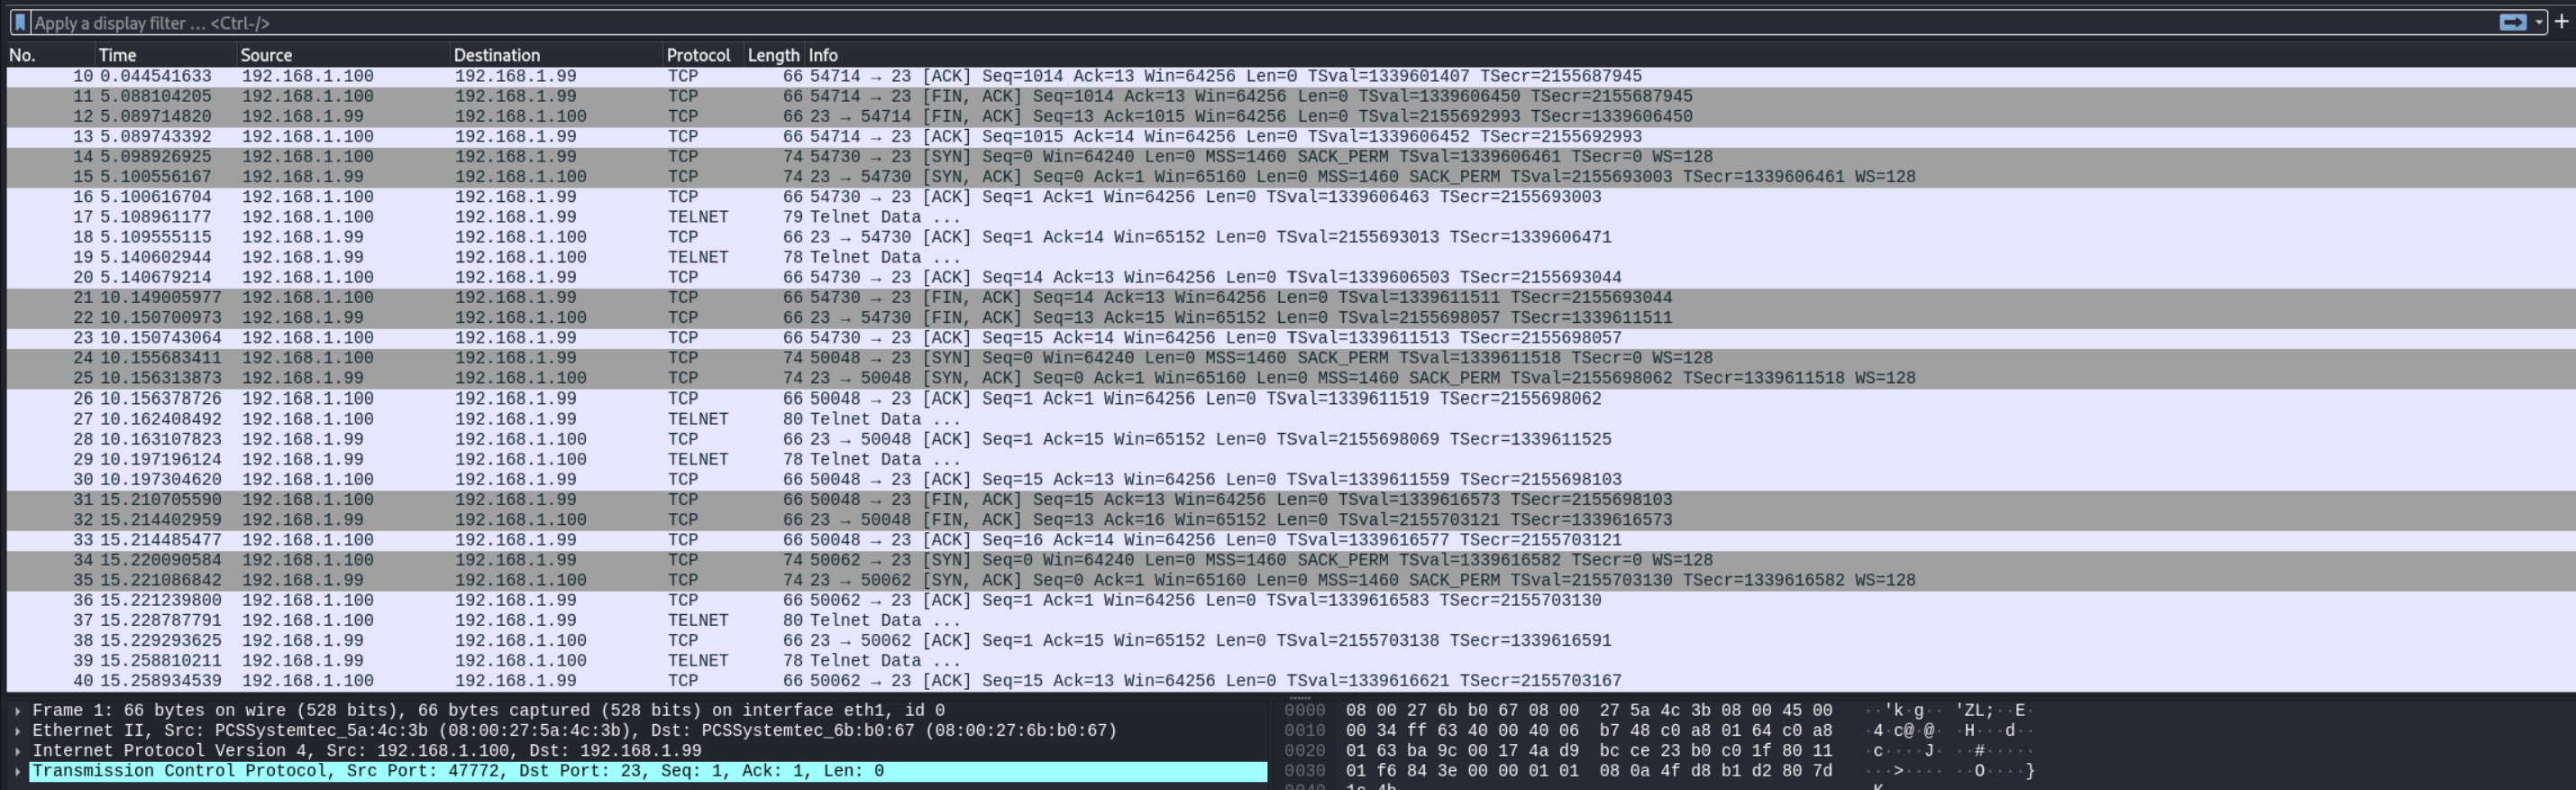 Apply a display filter … <Ctrl-/>
No. Time Source Destination Protocol Length Info
10 0.044541633 192.168.1.100 192.168.1.99 TCP 66 54714 → 23 [ACK] Seq=1014 Ack=13 Win=64256 Len=0 TSval=1339601407 TSecr=2155687945
11 5.088104205 192.168.1.100 192.168.1.99 TCP 66 54714 → 23 [FIN, ACK] Seq=1014 Ack=13 Win=64256 Len=0 TSval=1339606450 TSecr=2155687945
12 5.089714820 192.168.1.99 192.168.1.100 TCP 66 23 → 54714 [FIN, ACK] Seq=13 Ack=1015 Win=64256 Len=0 TSval=2155692993 TSecr=1339606450
13 5.089743392 192.168.1.100 192.168.1.99 TCP 66 54714 → 23 [ACK] Seq=1015 Ack=14 Win=64256 Len=0 TSval=1339606452 TSecr=2155692993
14 5.098926925 192.168.1.100 192.168.1.99 TCP 74 54730 → 23 [SYN] Seq=0 Win=64240 Len=0 MSS=1460 SACK_PERM TSval=1339606461 TSecr=0 WS=128
15 5.100556167 192.168.1.99 192.168.1.100 TCP 74 23 → 54730 [SYN, ACK] Seq=0 Ack=1 Win=65160 Len=0 MSS=1460 SACK_PERM TSval=2155693003 TSecr=1339606461 WS=128
16 5.100616704 192.168.1.100 192.168.1.99 TCP 66 54730 → 23 [ACK] Seq=1 Ack=1 Win=64256 Len=0 TSval=1339606463 TSecr=2155693003
17 5.108961177 192.168.1.100 192.168.1.99 TELNET 79 Telnet Data ...
18 5.109555115 192.168.1.99 192.168.1.100 TCP 66 23 → 54730 [ACK] Seq=1 Ack=14 Win=65152 Len=0 TSval=2155693013 TSecr=1339606471
19 5.140602944 192.168.1.99 192.168.1.100 TELNET 78 Telnet Data ...
20 5.140679214 192.168.1.100 192.168.1.99 TCP 66 54730 → 23 [ACK] Seq=14 Ack=13 Win=64256 Len=0 TSval=1339606503 TSecr=2155693044
21 10.149005977 192.168.1.100 192.168.1.99 TCP 66 54730 → 23 [FIN, ACK] Seq=14 Ack=13 Win=64256 Len=0 TSval=1339611511 TSecr=2155693044
22 10.150700973 192.168.1.99 192.168.1.100 TCP 66 23 → 54730 [FIN, ACK] Seq=13 Ack=15 Win=65152 Len=0 TSval=2155698057 TSecr=1339611511
23 10.150743064 192.168.1.100 192.168.1.99 TCP 66 54730 → 23 [ACK] Seq=15 Ack=14 Win=64256 Len=0 TSval=1339611513 TSecr=2155698057
24 10.155683411 192.168.1.100 192.168.1.99 TCP 74 50048 → 23 [SYN] Seq=0 Win=64240 Len=0 MSS=1460 SACK_PERM TSval=1339611518 TSecr=0 WS=128
25 10.156313873 192.168.1.99 192.168.1.100 TCP 74 23 → 50048 [SYN, ACK] Seq=0 Ack=1 Win=65160 Len=0 MSS=1460 SACK_PERM TSval=2155698062 TSecr=1339611518 WS=128
26 10.156378726 192.168.1.100 192.168.1.99 TCP 66 50048 → 23 [ACK] Seq=1 Ack=1 Win=64256 Len=0 TSval=1339611519 TSecr=2155698062
27 10.162408492 192.168.1.100 192.168.1.99 TELNET 80 Telnet Data ...
28 10.163107823 192.168.1.99 192.168.1.100 TCP 66 23 → 50048 [ACK] Seq=1 Ack=15 Win=65152 Len=0 TSval=2155698069 TSecr=1339611525
29 10.197196124 192.168.1.99 192.168.1.100 TELNET 78 Telnet Data ...
30 10.197304620 192.168.1.100 192.168.1.99 TCP 66 50048 → 23 [ACK] Seq=15 Ack=13 Win=64256 Len=0 TSval=1339611559 TSecr=2155698103
31 15.210705590 192.168.1.100 192.168.1.99 TCP 66 50048 → 23 [FIN, ACK] Seq=15 Ack=13 Win=64256 Len=0 TSval=1339616573 TSecr=2155698103
32 15.214402959 192.168.1.99 192.168.1.100 TCP 66 23 → 50048 [FIN, ACK] Seq=13 Ack=16 Win=65152 Len=0 TSval=2155703121 TSecr=1339616573
33 15.214485477 192.168.1.100 192.168.1.99 TCP 66 50048 → 23 [ACK] Seq=16 Ack=14 Win=64256 Len=0 TSval=1339616577 TSecr=2155703121
34 15.220090584 192.168.1.100 192.168.1.99 TCP 74 50062 → 23 [SYN] Seq=0 Win=64240 Len=0 MSS=1460 SACK_PERM TSval=1339616582 TSecr=0 WS=128
35 15.221086842 192.168.1.99 192.168.1.100 TCP 74 23 → 50062 [SYN, ACK] Seq=0 Ack=1 Win=65160 Len=0 MSS=1460 SACK_PERM TSval=2155703130 TSecr=1339616582 WS=128
36 15.221239800 192.168.1.100 192.168.1.99 TCP 66 50062 → 23 [ACK] Seq=1 Ack=1 Win=64256 Len=0 TSval=1339616583 TSecr=2155703130
37 15.228787791 192.168.1.100 192.168.1.99 TELNET 80 Telnet Data ...
38 15.229293625 192.168.1.99 192.168.1.100 TCP 66 23 → 50062 [ACK] Seq=1 Ack=15 Win=65152 Len=0 TSval=2155703138 TSecr=1339616591
39 15.258810211 192.168.1.99 192.168.1.100 TELNET 78 Telnet Data ...
40 15.258934539 192.168.1.100 192.168.1.99 TCP 66 50062 → 23 [ACK] Seq=15 Ack=13 Win=64256 Len=0 TSval=1339616621 TSecr=2155703167
Frame 1: 66 bytes on wire (528 bits), 66 bytes captured (528 bits) on interface eth1, id 0
Ethernet II, Src: PCSSystemtec_5a:4c:3b (08:00:27:5a:4c:3b), Dst: PCSSystemtec_6b:b0:67 (08:00:27:6b:b0:67)
Internet Protocol Version 4, Src: 192.168.1.100, Dst: 192.168.1.99
Transmission Control Protocol, Src Port: 47772, Dst Port: 23, Seq: 1, Ack: 1, Len: 0
0000 08 00 27 6b b0 67 08 00 27 5a 4c 3b 08 00 45 00 ··'k·g·· 'ZL;··E·
0010 00 34 ff 63 40 00 40 06 b7 48 c0 a8 01 64 c0 a8 ·4·c@·@· ·H···d··
0020 01 63 ba 9c 00 17 4a d9 bc ce 23 b0 c0 1f 80 11 ·c····J· ··#·····
0030 01 f6 84 3e 00 00 01 01 08 0a 4f d8 b1 d2 80 7d ···>···· ··O····}